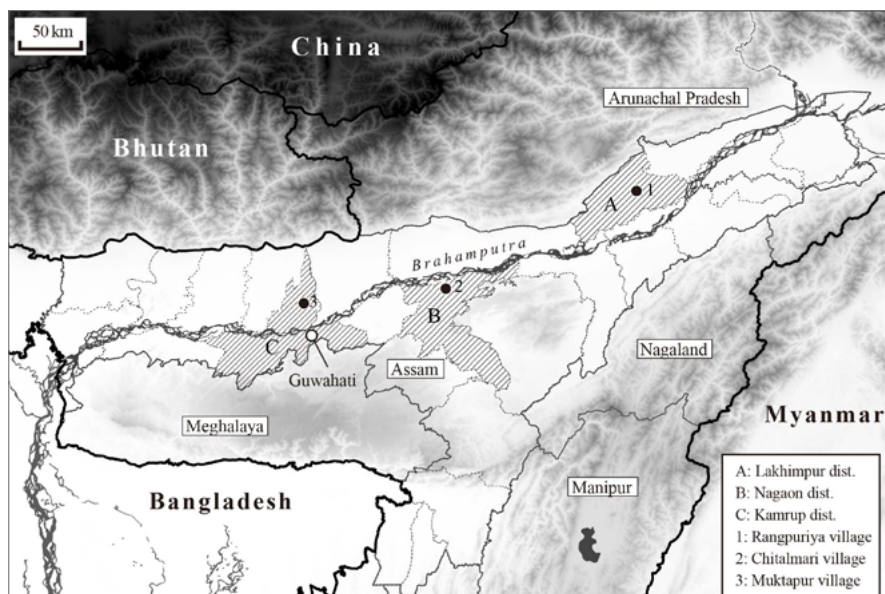 50 km
China
Arunachal Pradesh
Bhutan
A
1
Brahamputra
2
3
B
C
Nagaland
Guwahati
Assam
Myanmar
Meghalaya
Manipur
Bangladesh
A: Lakhimpur dist.
B: Nagaon dist.
C: Kamrup dist.
1: Rangpuriya village
2: Chitalmari village
3: Muktapur village